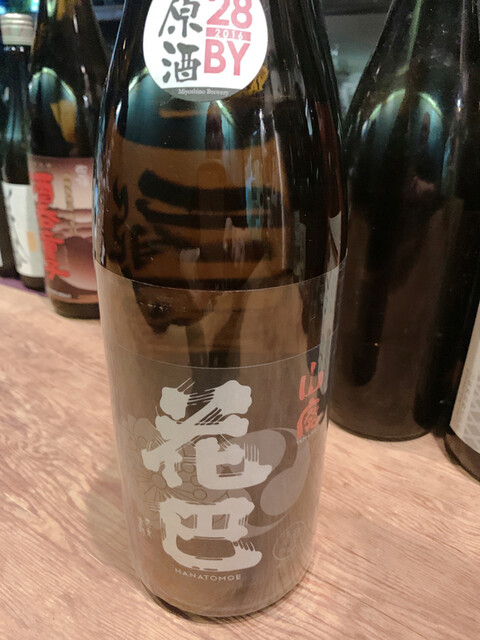 原酒
28
2016
BY
Miyoshino Brewery
山廃
花巴
HANATOMOE